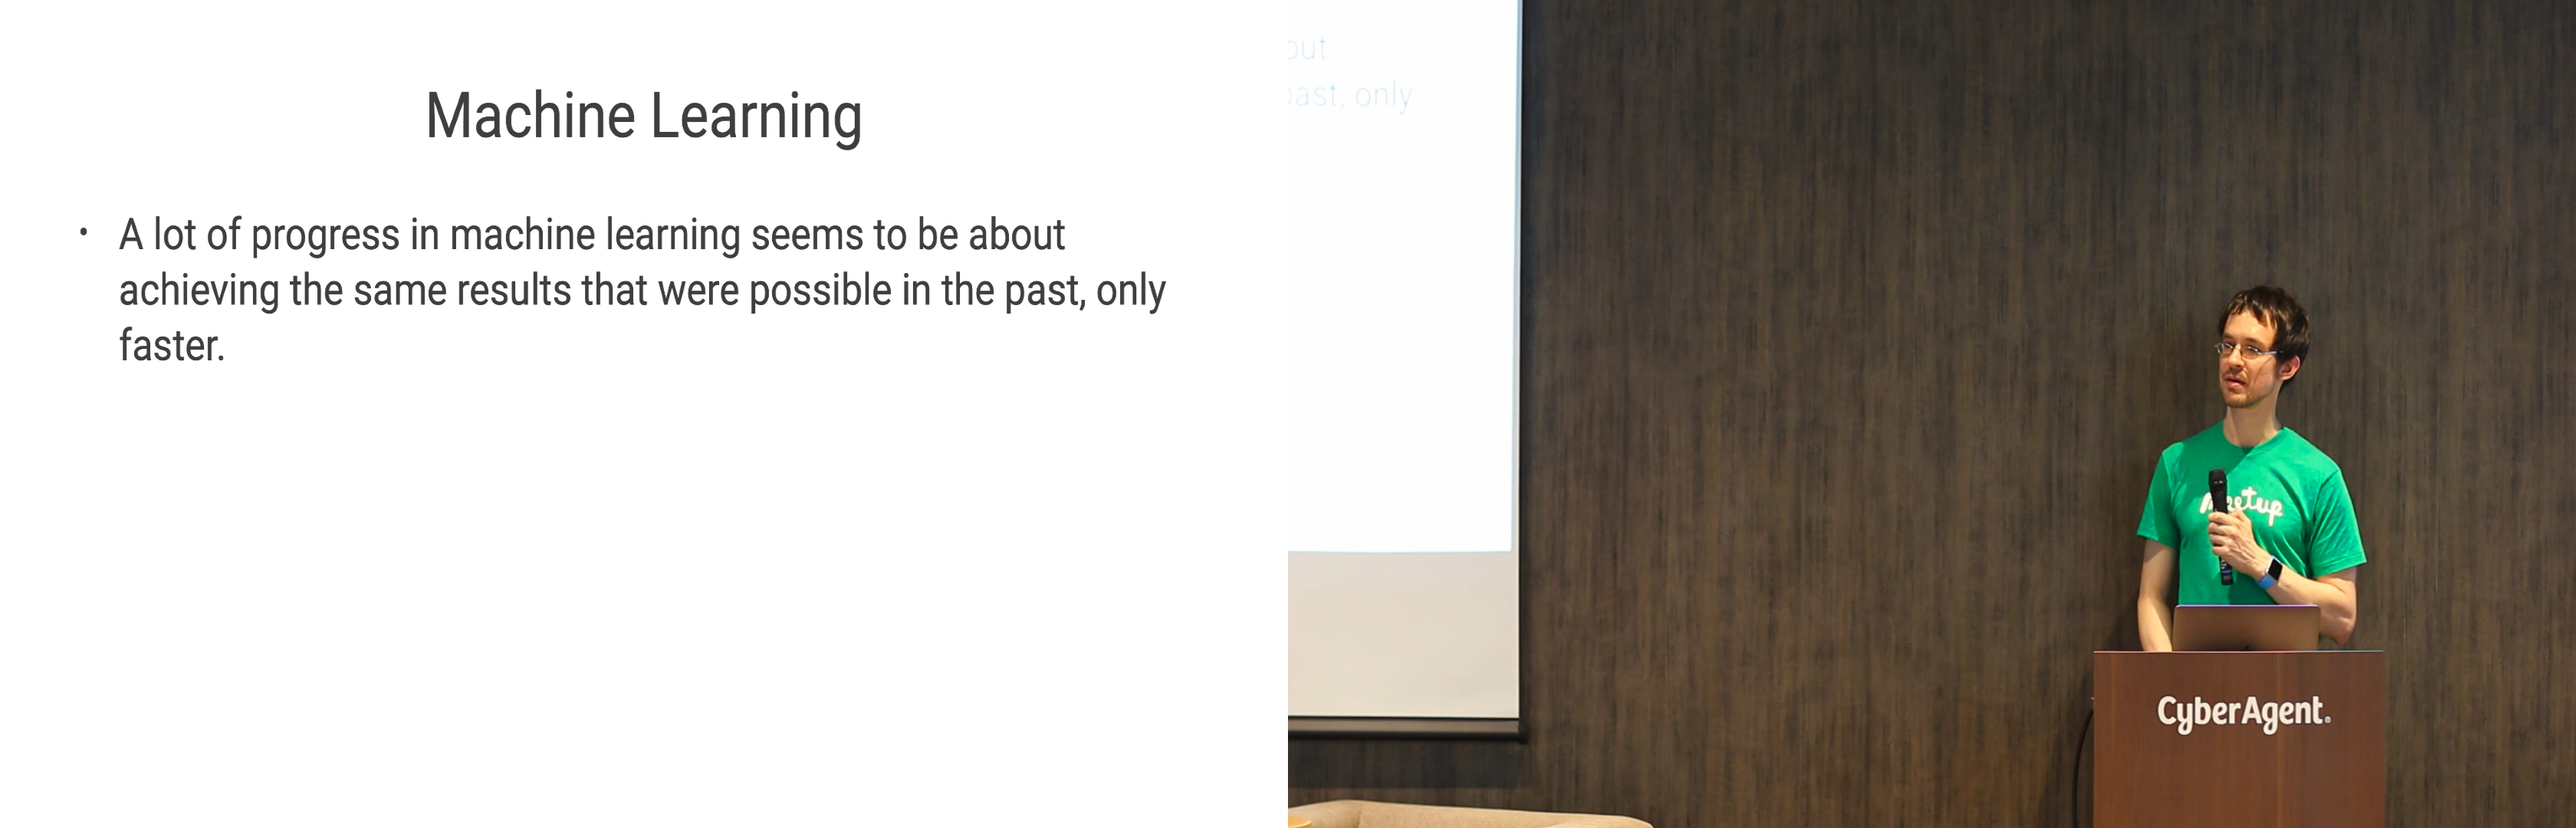 Machine Learning
• A lot of progress in machine learning seems to be about
achieving the same results that were possible in the past, only
faster.
out
past, only
Meetup
CyberAgent.